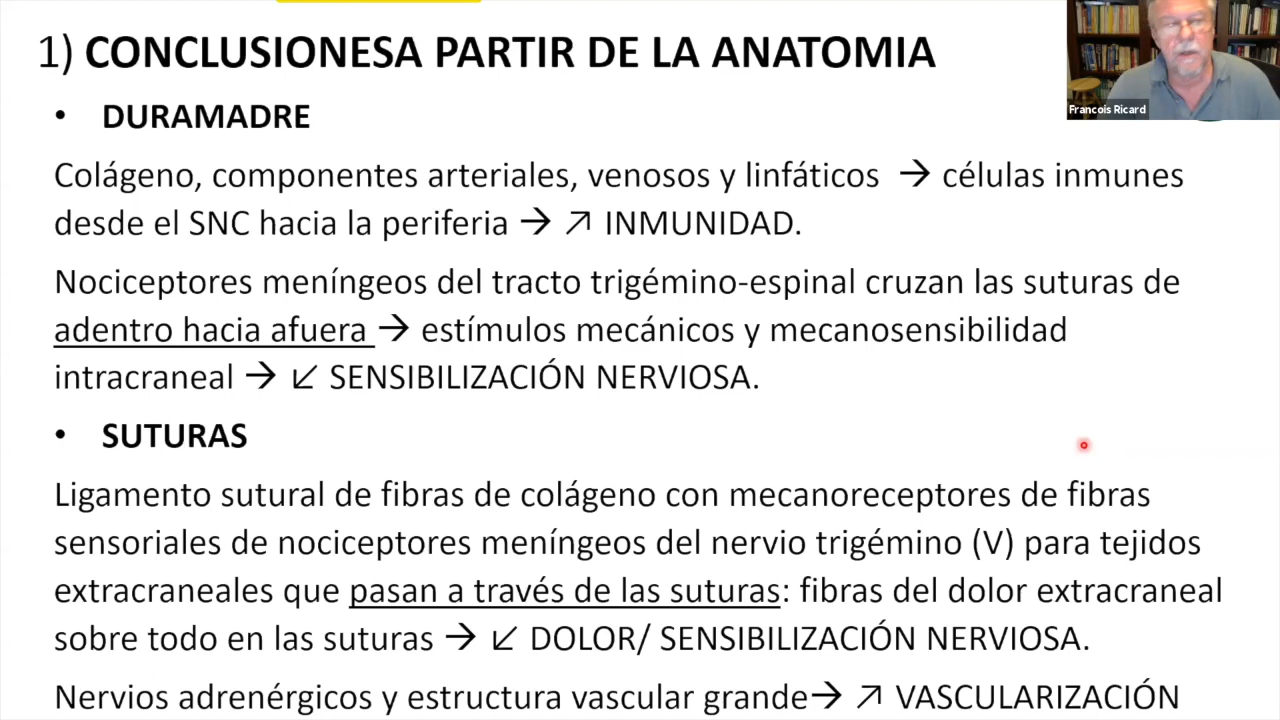 1) CONCLUSIONESA PARTIR DE LA ANATOMIA
Francois Ricard
• DURAMADRE
Colágeno, componentes arteriales, venosos y linfáticos → células inmunes
desde el SNC hacia la periferia → ↗ INMUNIDAD.
Nociceptores meníngeos del tracto trigémino-espinal cruzan las suturas de
adentro hacia afuera → estímulos mecánicos y mecanosensibilidad
intracraneal → ↙ SENSIBILIZACIÓN NERVIOSA.
• SUTURAS
Ligamento sutural de fibras de colágeno con mecanoreceptores de fibras
sensoriales de nociceptores meníngeos del nervio trigémino (V) para tejidos
extracraneales que pasan a través de las suturas: fibras del dolor extracraneal
sobre todo en las suturas → ↙ DOLOR/ SENSIBILIZACIÓN NERVIOSA.
Nervios adrenérgicos y estructura vascular grande→ ↗ VASCULARIZACIÓN